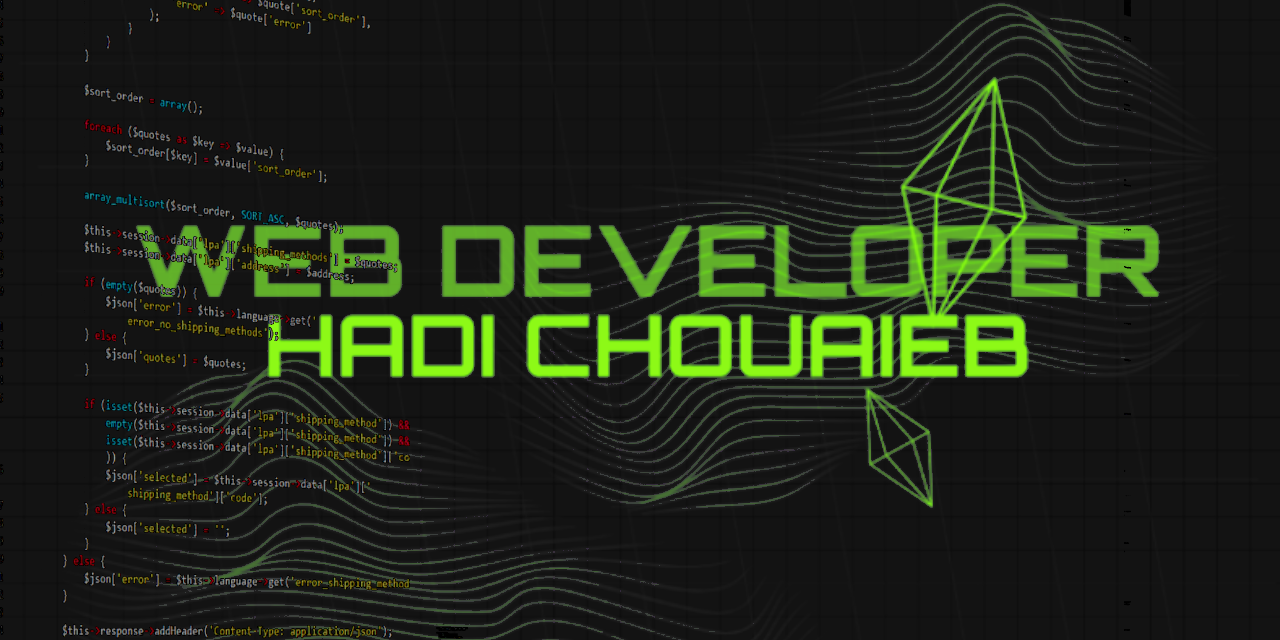 error' => $quote['error']
$quote['sort_order'],
);
}
}
}
$sort_order = array();
foreach ($quotes as $key => $value) {
$sort_order[$key] = $value['sort_order'];
}
array_multisort($sort_order, SORT_ASC, $quotes);
$this->session->data['lpa']['shipping_methods'] = $quotes;
$this->session->data['lpa']['address'] = $address;
WEB DEVELOPER
if (empty($quotes)) {
$json['error'] = $this->language->get('
error_no_shipping_methods');
HADI CHOUAIEB
} else {
$json['quotes'] = $quotes;
}
if (isset($this->session->data['lpa']['shipping_method']) &&
empty($this->session->data['lpa']['shipping_method']) &&
isset($this->session->data['lpa']['shipping_method']['co
)) {
$json['selected'] = $this->session->data['lpa']['
shipping_method']['code'];
} else {
$json['selected'] = '';
}
} else {
$json['error'] = $this->language->get('error_shipping_method
}
$this->response->addHeader('Content-Type: application/json');